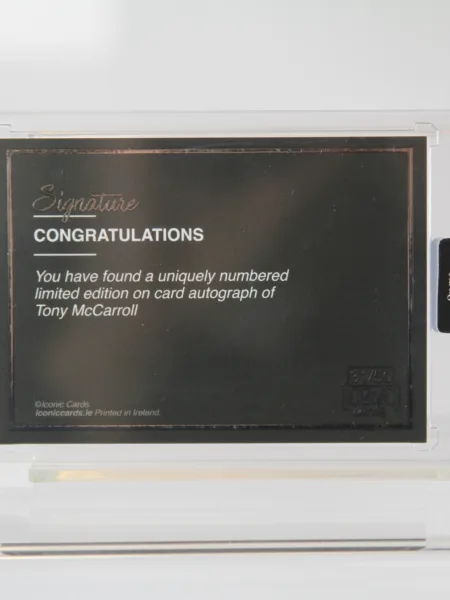 Signature
CONGRATULATIONS
You have found a uniquely numbered
limited edition on card autograph of
Tony McCarroll
©Iconic Cards.
iconiccards.ie Printed in Ireland.